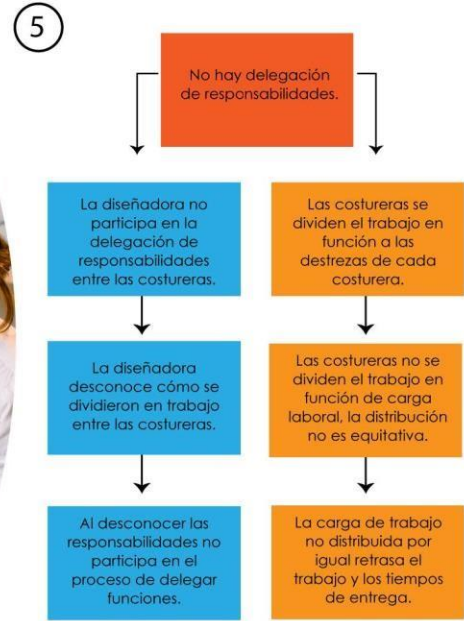 5
No hay delegación
de responsabilidades.
La diseñadora no
participa en la
delegación de
responsabilidades
entre las costureras.
La diseñadora
desconoce cómo se
dividieron en trabajo
entre las costureras.
Al desconocer las
responsabilidades no
participa en el
proceso de delegar
funciones.
Las costureras se
dividen el trabajo en
función a las
destrezas de cada
costurera.
Las costureras no se
dividen el trabajo en
función de carga
laboral, la distribución
no es equitativa.
La carga de trabajo
no distribuida por
igual retrasa el
trabajo y los tiempos
de entrega.